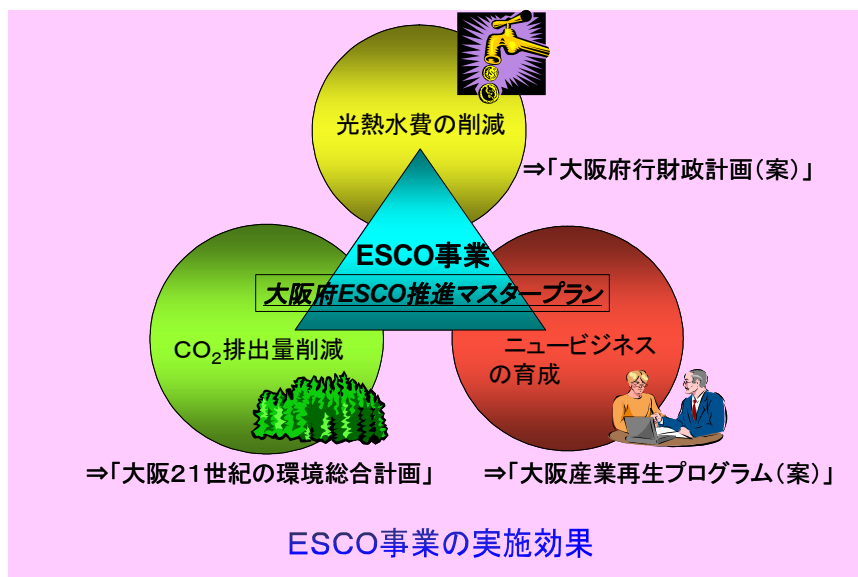 光熱水費の削減
⇒「大阪府行財政計画（案）」
ESCO事業
大阪府ESCO推進マスタープラン
CO₂排出量削減
ニュービジネス
の育成
⇒「大阪２１世紀の環境総合計画」
⇒「大阪産業再生プログラム（案）」
ESCO事業の実施効果